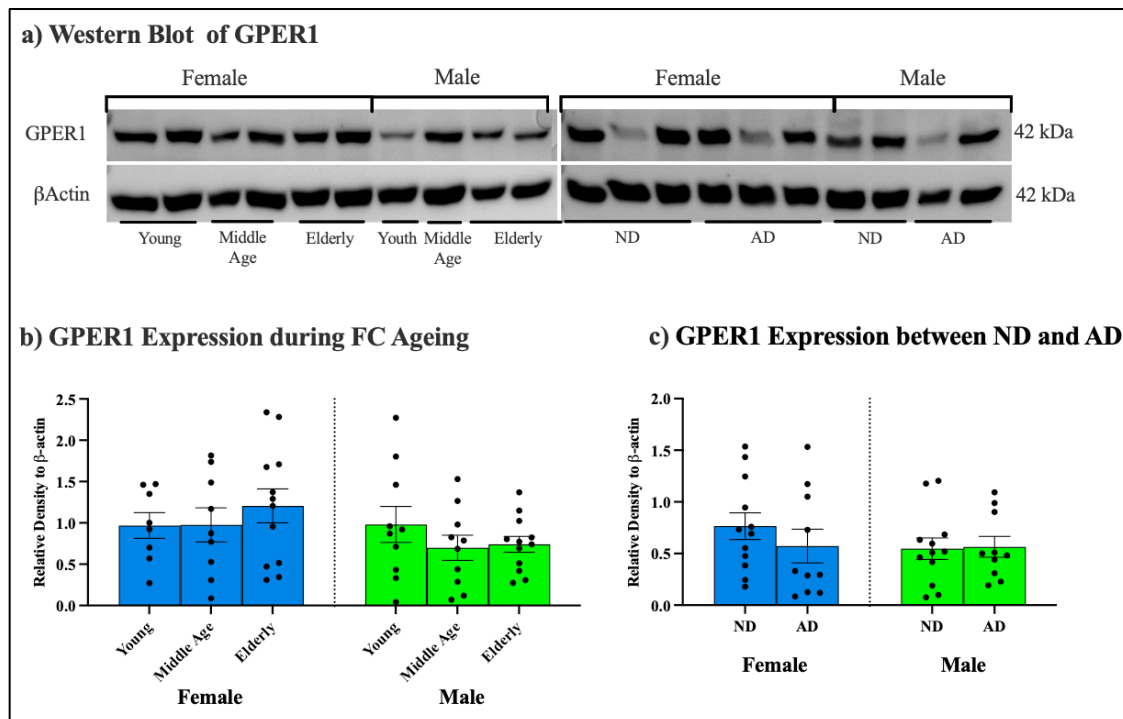 a) Western Blot of GPER1
Female Male Female Male
GPER1 42 kDa
βActin 42 kDa
Young Middle Age Elderly Youth Middle Age Elderly ND AD ND AD
b) GPER1 Expression during FC Ageing
Relative Density to β-actin
2.5
2.0
1.5
1.0
0.5
0.0
Young Middle Age Elderly Young Middle Age Elderly
Female Male
c) GPER1 Expression between ND and AD
Relative Density to β-actin
2.0
1.5
1.0
0.5
0.0
ND AD ND AD
Female Male